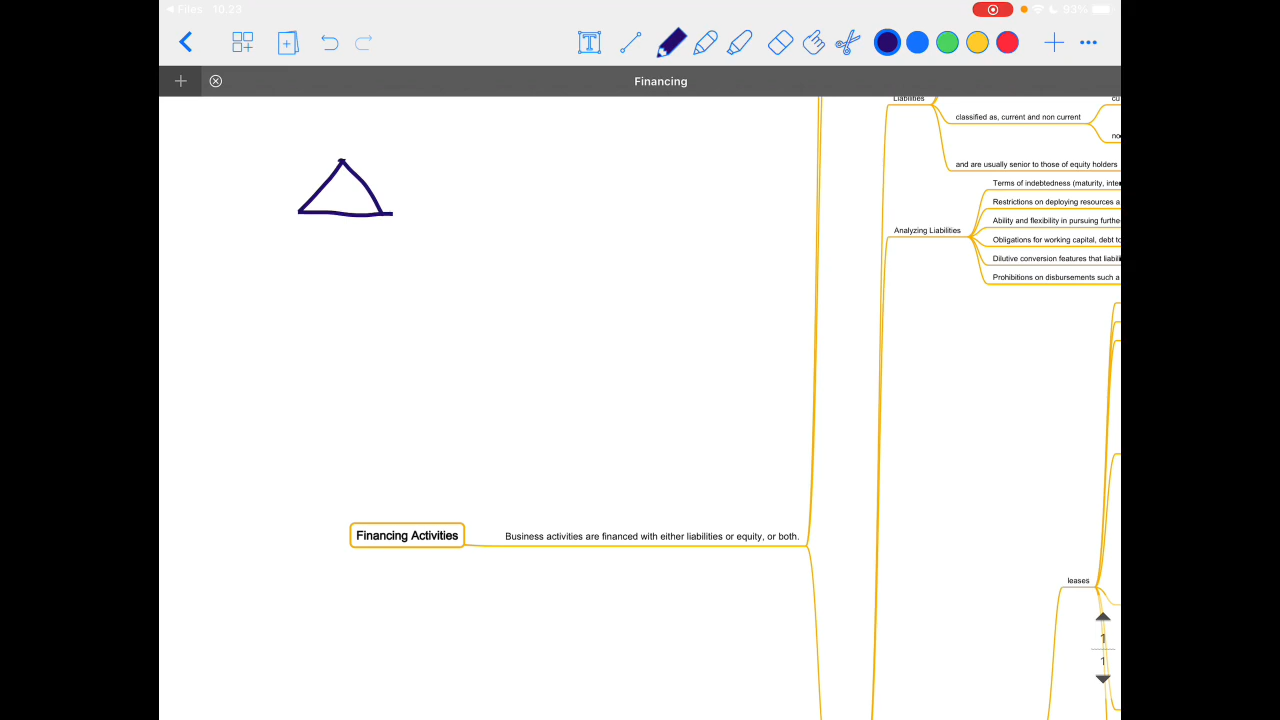 Files 10.23 93%
Financing
Liabilities
classified as, current and non current
and are usually senior to those of equity holders
Terms of indebtedness (maturity,
Restrictions on deploying resources
Analyzing Liabilities
Ability and flexibility in pursuing
Obligations for working capital, debt
Dilutive conversion features that
Prohibitions on disbursements such a
Financing Activities
Business activities are financed with either liabilities or equity, or both.
leases
1
1